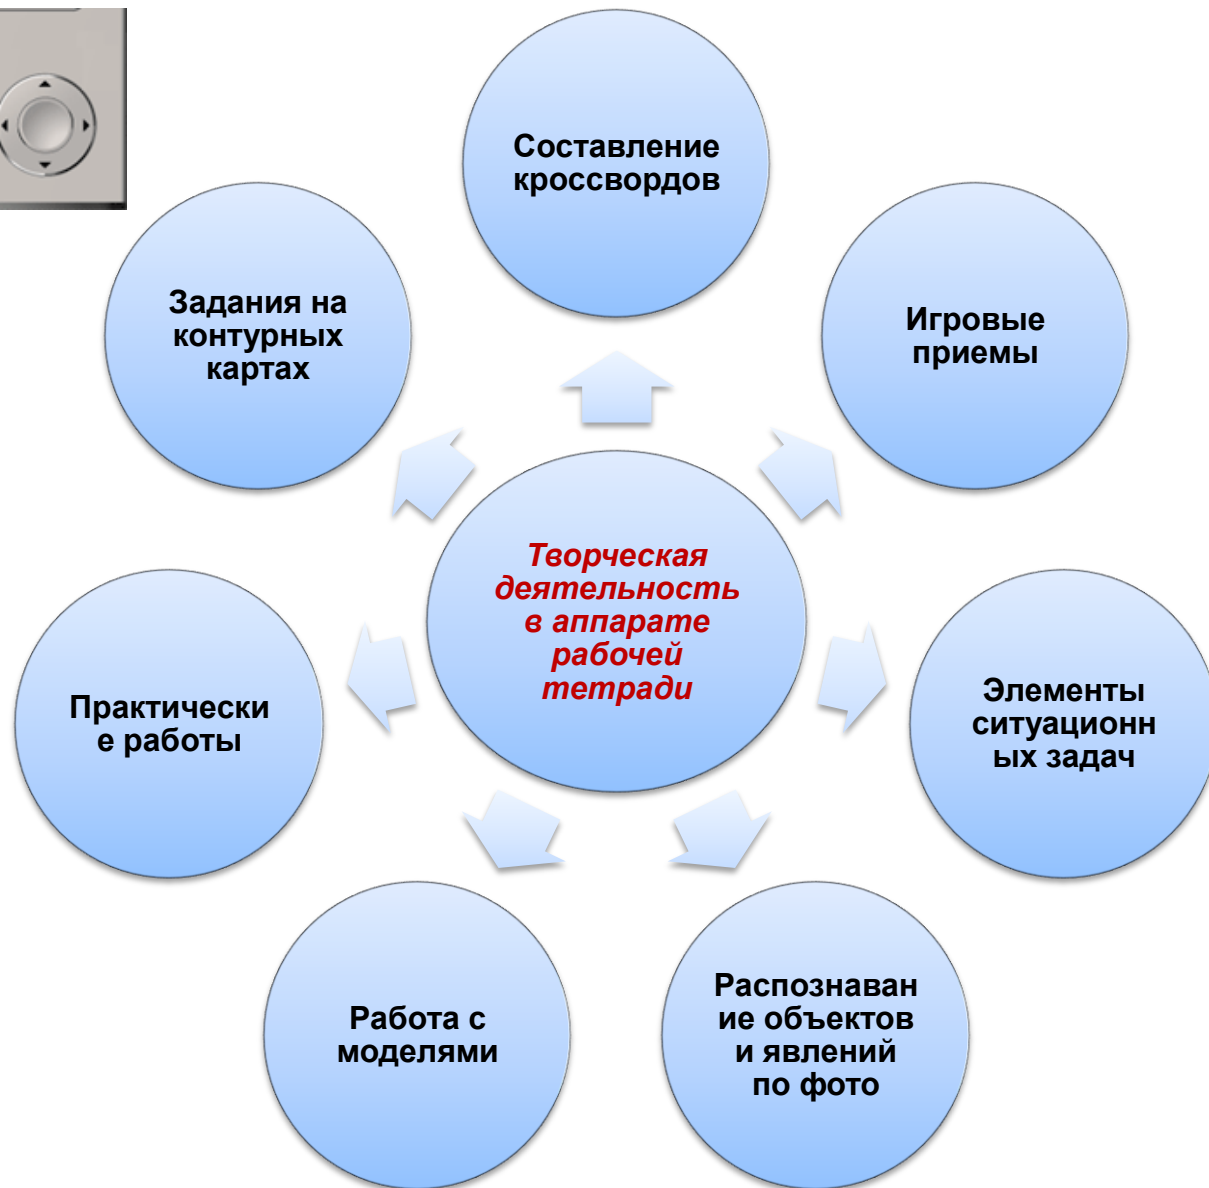 Составление
кроссвордов
Задания на
контурных
картах
Игровые
приемы
Творческая
деятельность
в аппарате
рабочей
тетради
Практически
е работы
Элементы
ситуационн
ых задач
Работа с
моделями
Распознаван
ие объектов
и явлений
по фото